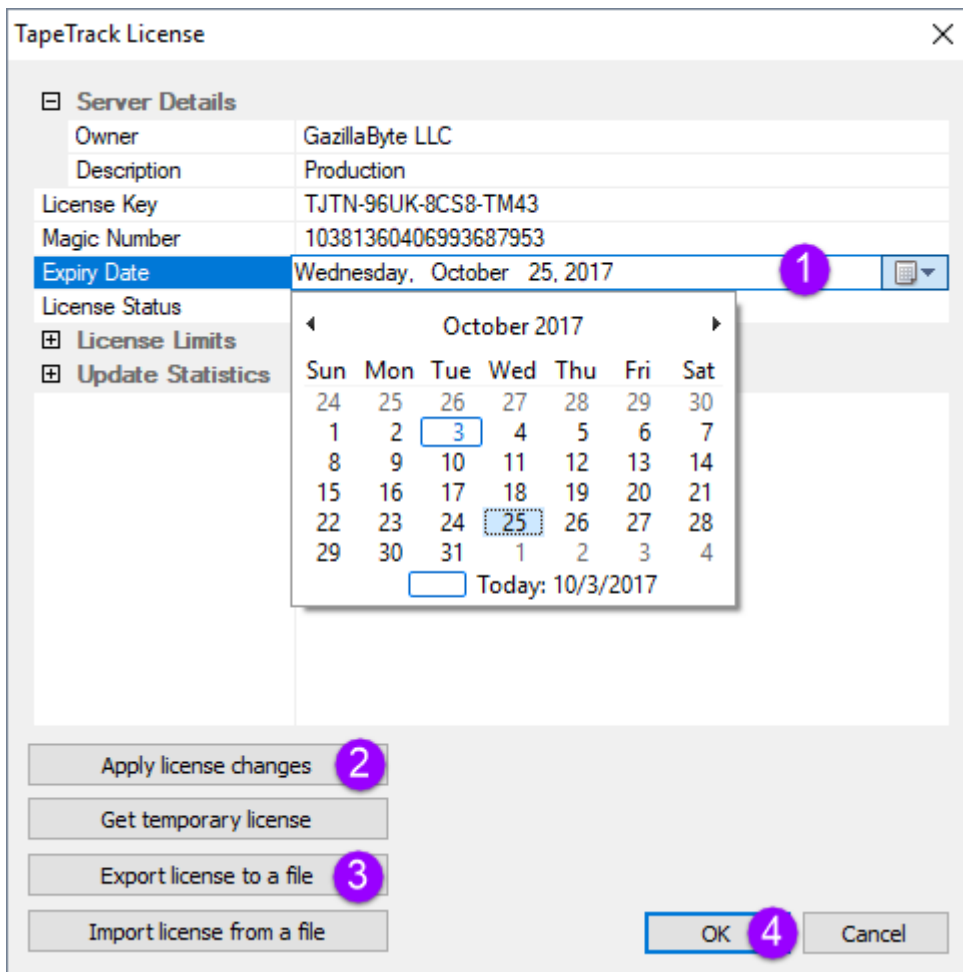 TapeTrack License
Server Details
Owner GazillaByte LLC
Description Production
License Key TJTN-96UK-8CS8-TM43
Magic Number 10381360406993687953
Expiry Date Wednesday, October 25, 2017 1
License Status
License Limits
Update Statistics
October 2017
Sun Mon Tue Wed Thu Fri Sat
24 25 26 27 28 29 30
1 2 3 4 5 6 7
8 9 10 11 12 13 14
15 16 17 18 19 20 21
22 23 24 25 26 27 28
29 30 31 1 2 3 4
Today: 10/3/2017
Apply license changes 2
Get temporary license
Export license to a file 3
Import license from a file
OK 4 Cancel